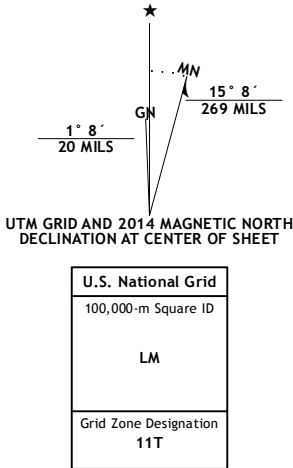 ★
MN
GN
15° 8´
269 MILS
1° 8´
20 MILS
UTM GRID AND 2014 MAGNETIC NORTH
DECLINATION AT CENTER OF SHEET
U.S. National Grid
100,000-m Square ID
LM
Grid Zone Designation
11T